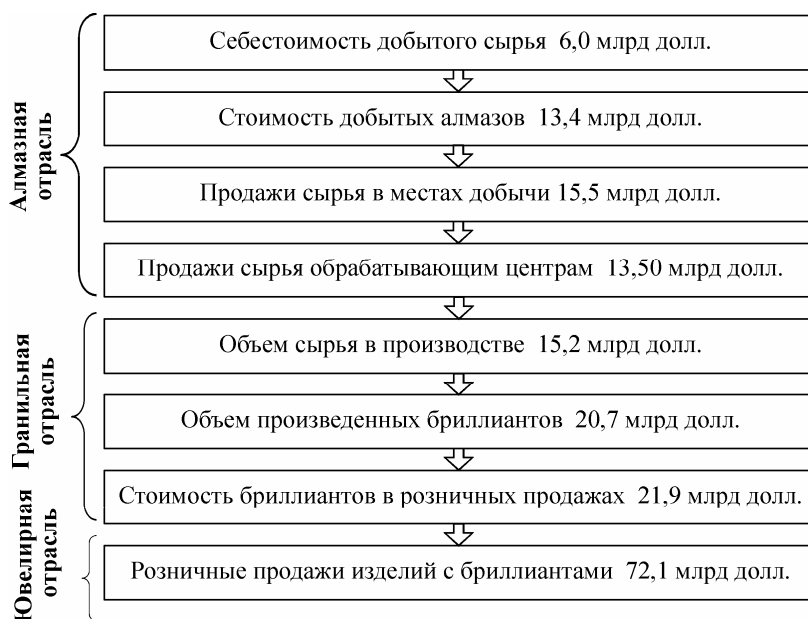 Алмазная
отрасль
Себестоимость добытого сырья 6,0 млрд долл.
Стоимость добытых алмазов 13,4 млрд долл.
Продажи сырья в местах добычи 15,5 млрд долл.
Продажи сырья обрабатывающим центрам 13,50 млрд долл.
Гранильная
отрасль
Объем сырья в производстве 15,2 млрд долл.
Объем произведенных бриллиантов 20,7 млрд долл.
Стоимость бриллиантов в розничных продажах 21,9 млрд долл.
Ювелирная
отрасль
Розничные продажи изделий с бриллиантами 72,1 млрд долл.